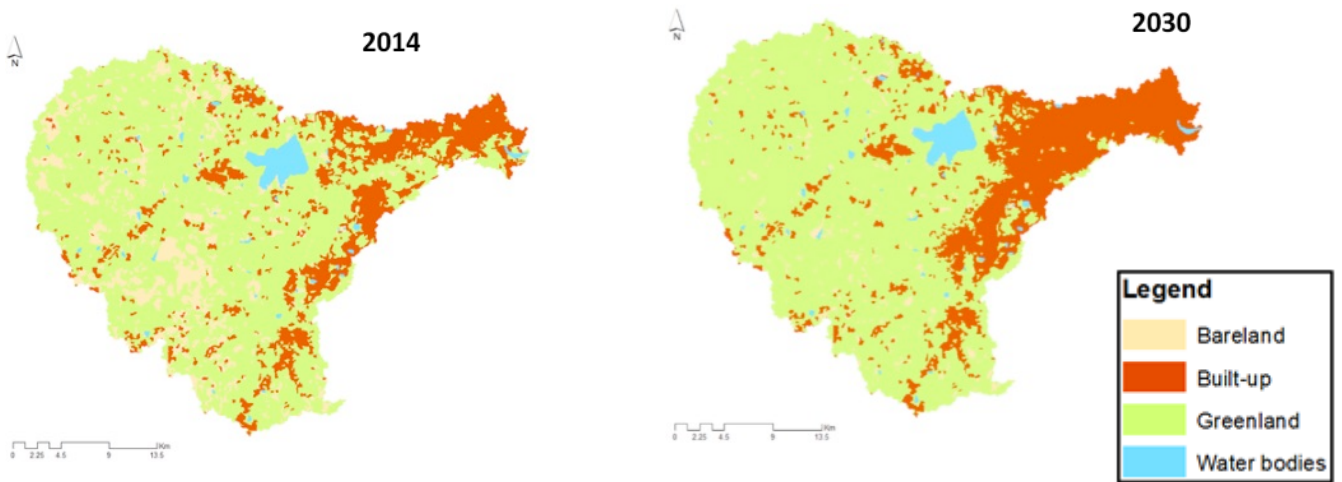 2014
N
0 2.25 4.5 9 13.5
Km
2030
N
0 2.25 4.5 9 13.5
Km
Legend
Bareland
Built-up
Greenland
Water bodies